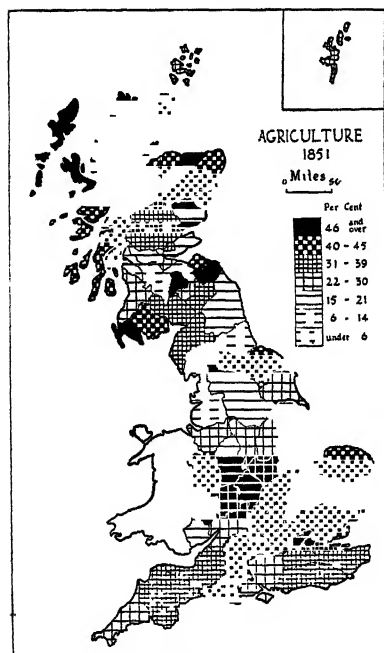 AGRICULTURE
1851
0 Miles 50
Per Cent
46 and over
40 - 45
31 - 39
22 - 30
15 - 21
6 - 14
under 6